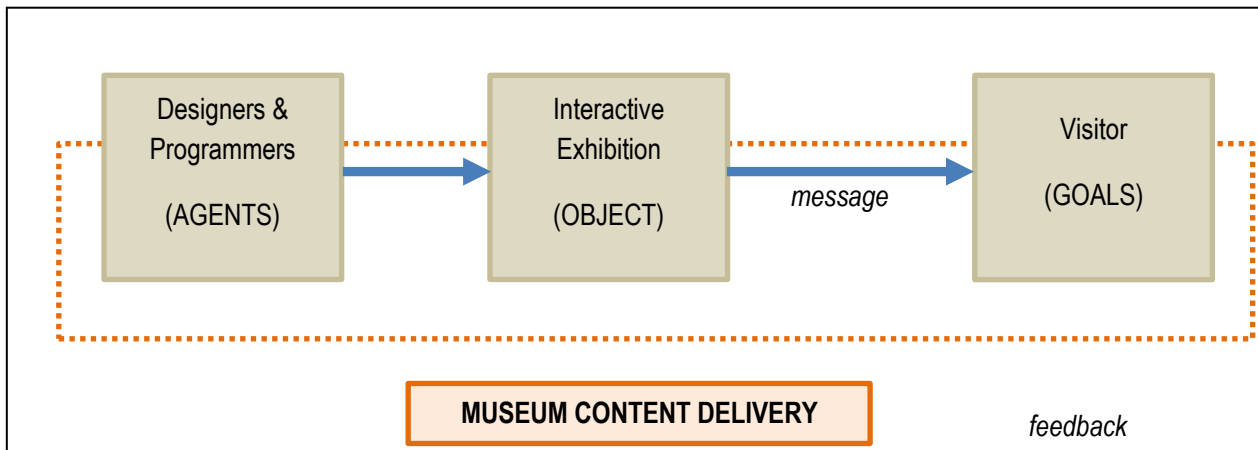 Designers &
Programmers
(AGENTS)
Interactive
Exhibition
(OBJECT)
message
Visitor
(GOALS)
MUSEUM CONTENT DELIVERY
feedback